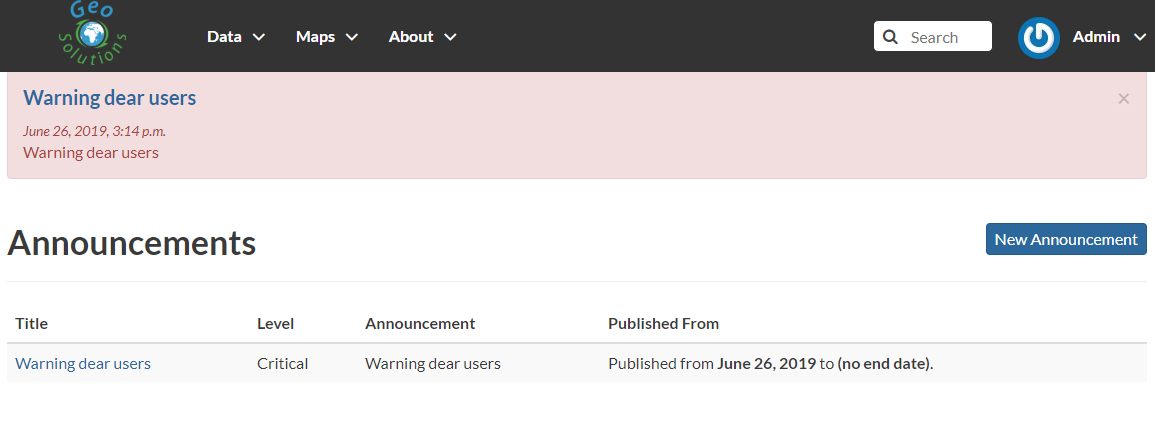 Geo
Solutions
Data Maps About Search Admin
Warning dear users ×
June 26, 2019, 3:14 p.m.
Warning dear users
Announcements New Announcement
Title Level Announcement Published From
Warning dear users Critical Warning dear users Published from June 26, 2019 to (no end date).